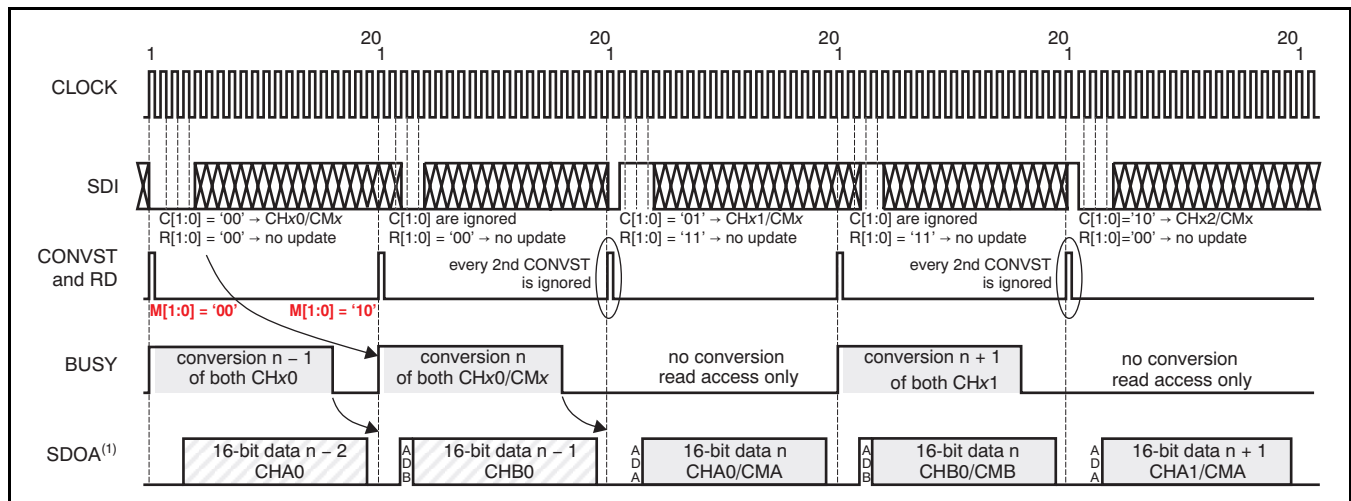 1 20 1 20 1 20 1 20 1 20 1
CLOCK
SDI
C[1:0] = ‘00’ → CHx0/CMx
R[1:0] = ‘00’ → no update
C[1:0] are ignored
R[1:0] = ‘00’ → no update
C[1:0] = ‘01’ → CHx1/CMx
R[1:0] = ‘11’ → no update
C[1:0] are ignored
R[1:0] = ‘11’ → no update
C[1:0]=’10’ → CHx2/CMx
R[1:0]=’00’ → no update
CONVST
and RD
every 2nd CONVST
is ignored
every 2nd CONVST
is ignored
M[1:0] = ‘00’
M[1:0] = ‘10’
BUSY
conversion n − 1
of both CHx0
conversion n
of both CHx0/CMx
no conversion
read access only
conversion n + 1
of both CHx1
no conversion
read access only
SDOA(1)
16-bit data n − 2
CHA0
A
D
B
16-bit data n − 1
CHB0
A
D
A
16-bit data n
CHA0/CMA
A
D
B
16-bit data n
CHB0/CMB
A
D
A
16-bit data n + 1
CHA1/CMA